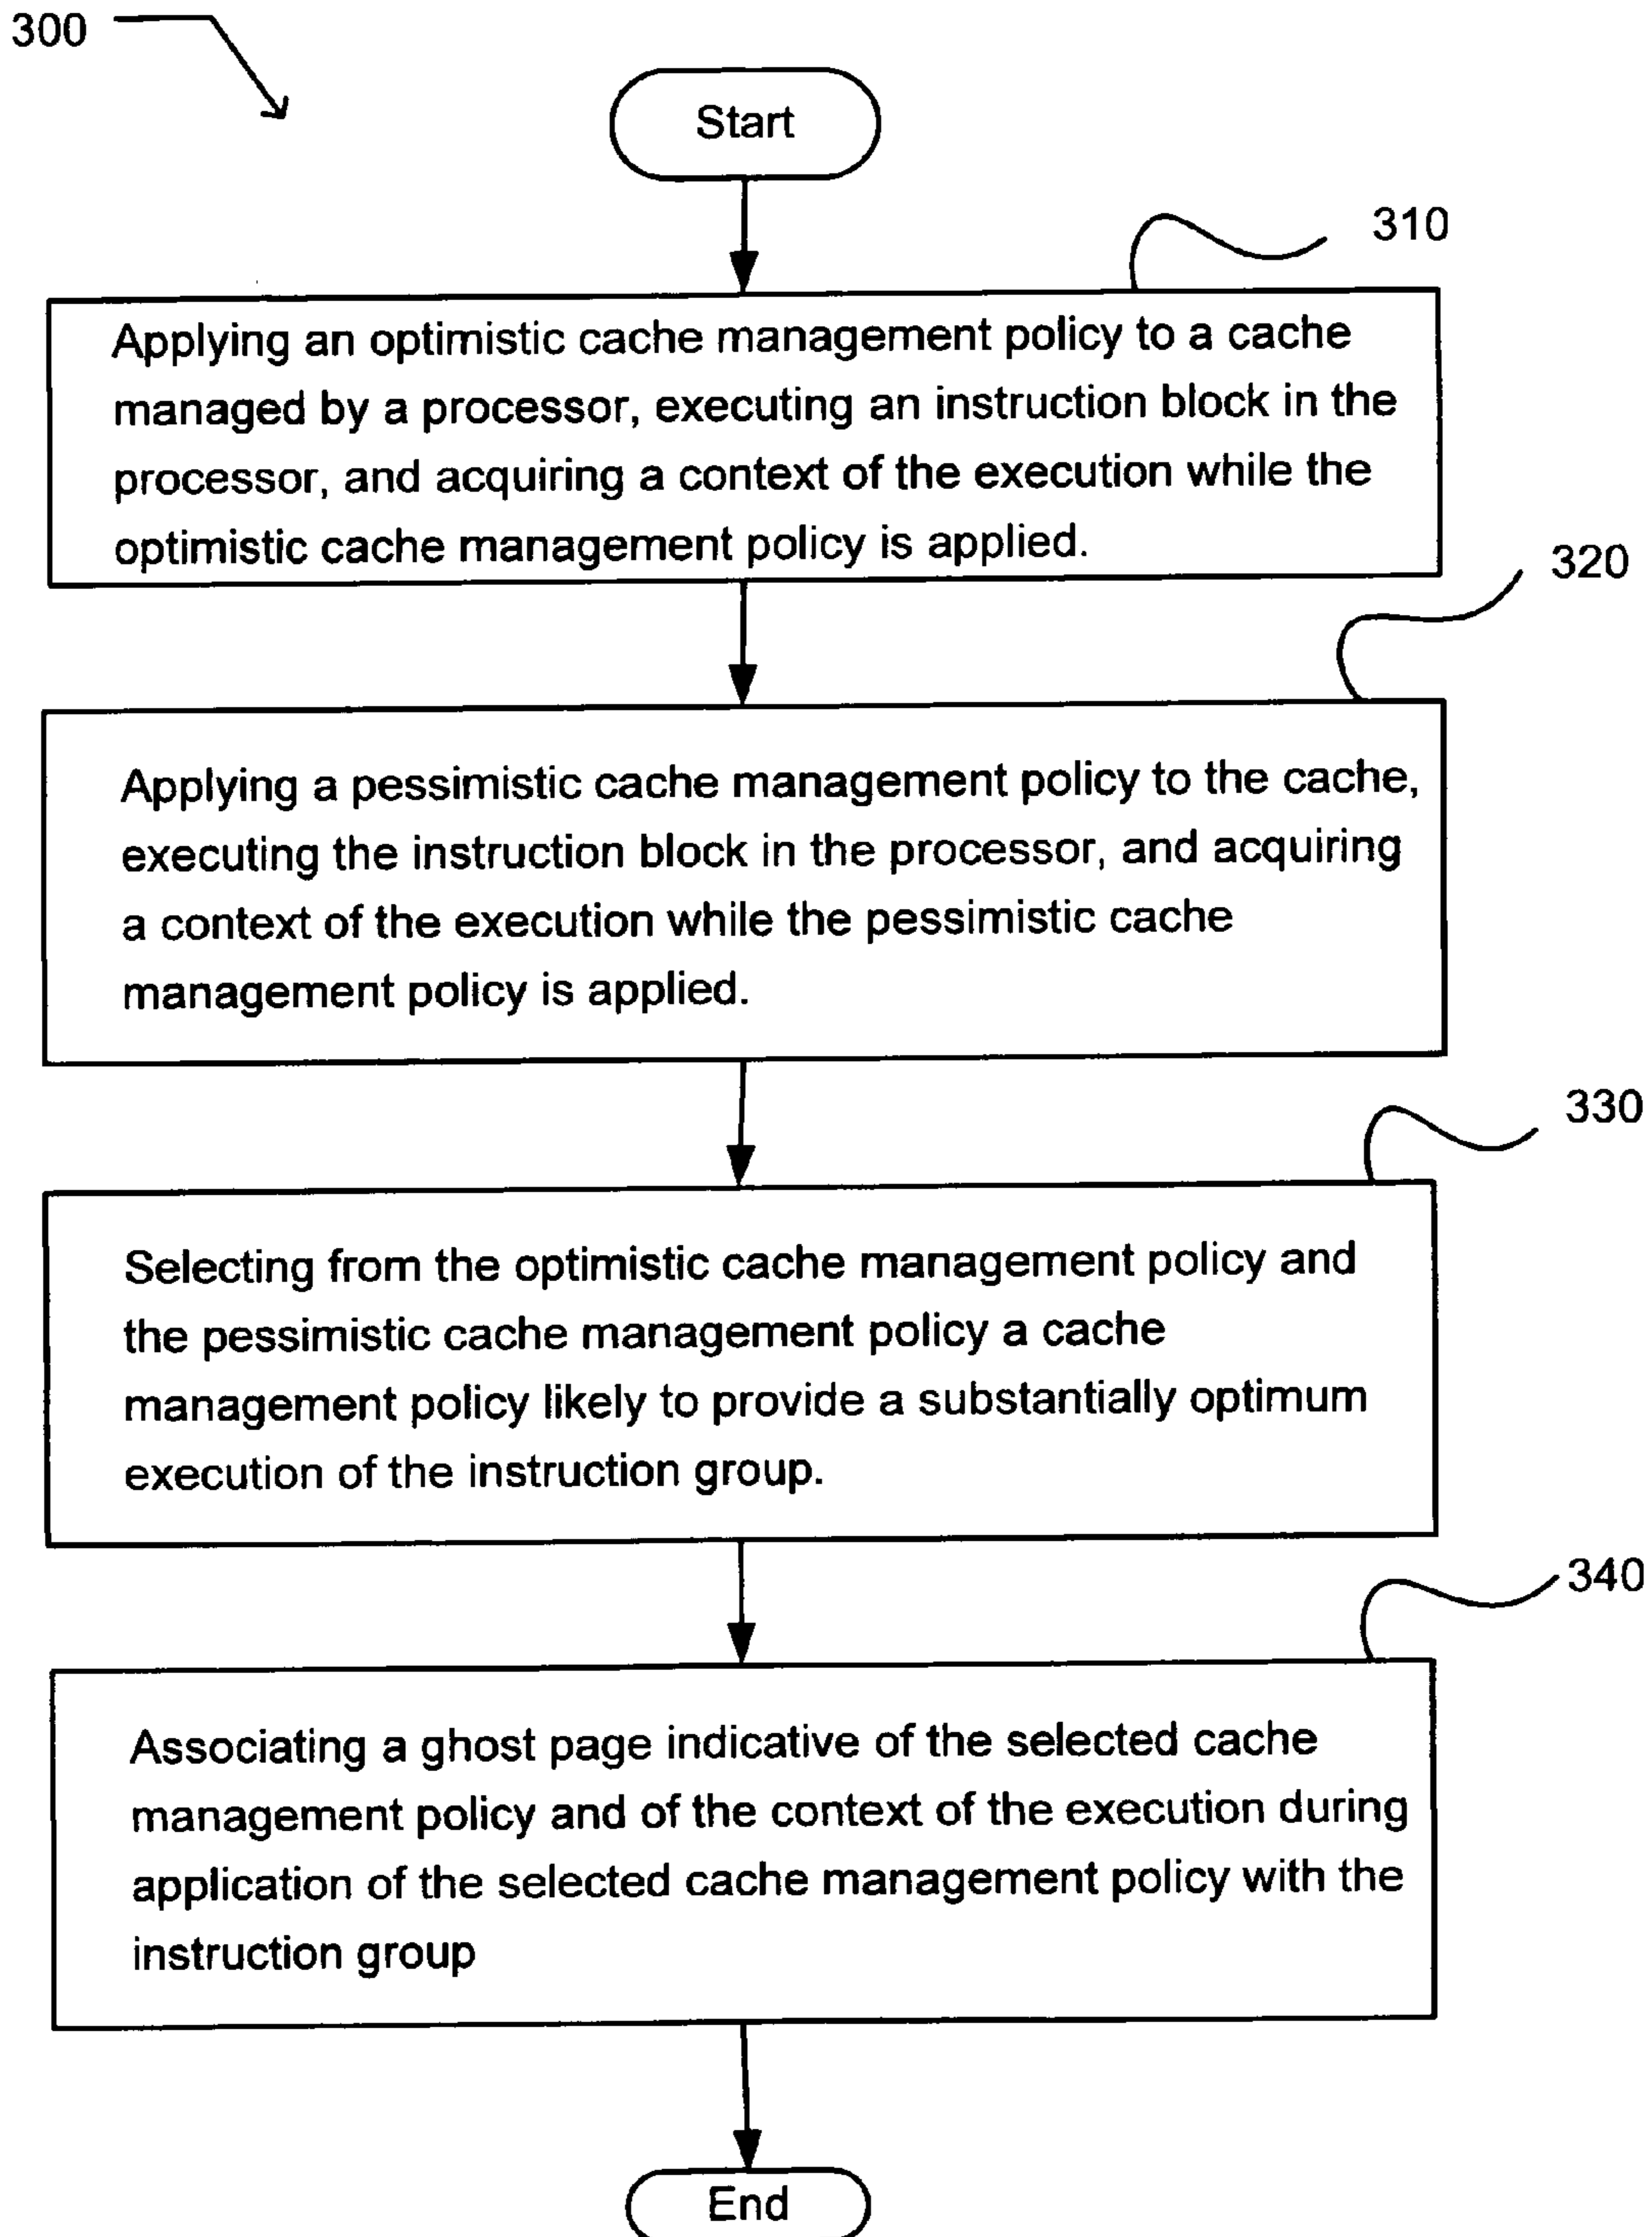 300
Start
310
Applying an optimistic cache management policy to a cache
managed by a processor, executing an instruction block in the
processor, and acquiring a context of the execution while the
optimistic cache management policy is applied.
320
Applying a pessimistic cache management policy to the cache,
executing the instruction block in the processor, and acquiring
a context of the execution while the pessimistic cache
management policy is applied.
330
Selecting from the optimistic cache management policy and
the pessimistic cache management policy a cache
management policy likely to provide a substantially optimum
execution of the instruction group.
340
Associating a ghost page indicative of the selected cache
management policy and of the context of the execution during
application of the selected cache management policy with the
instruction group
End